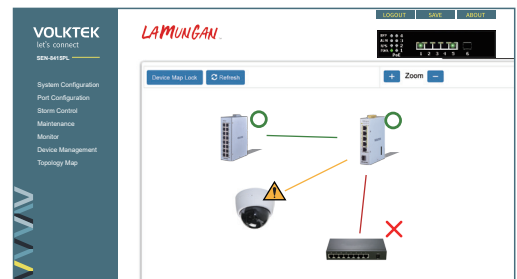 LOGOUT SAVE ABOUT
VOLKTEK
let's connect
SEN-8415PL
LAMUNGAN
PoE
1 2 3 4 5 6
Device Map Lock Refresh
+ Zoom −
System Configuration
Port Configuration
Storm Control
Maintenance
Monitor
Device Management
Topology Map